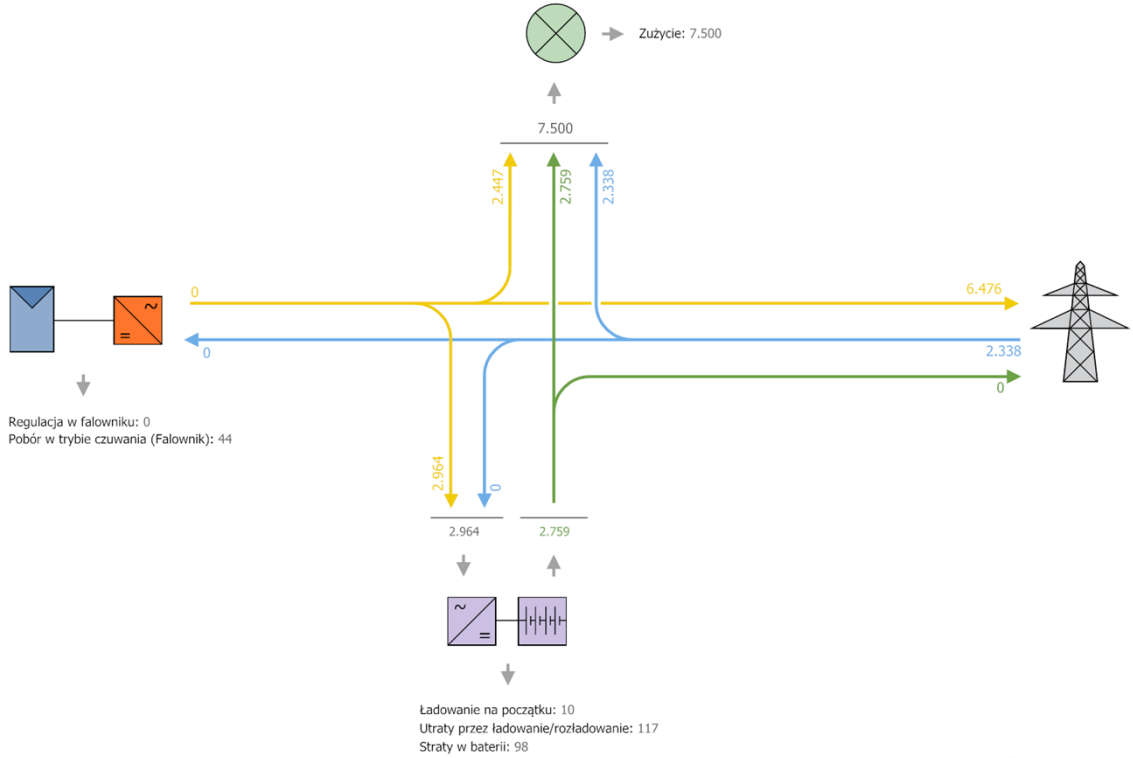 Zużycie: 7.500
7.500
2.447
2.759
2.338
0
6.476
0
2.338
0
Regulacja w falowniku: 0
Pobór w trybie czuwania (Falownik): 44
2.964
0
2.964
2.759
~
=
~
=
Ładowanie na początku: 10
Utraty przez ładowanie/rozładowanie: 117
Straty w baterii: 98